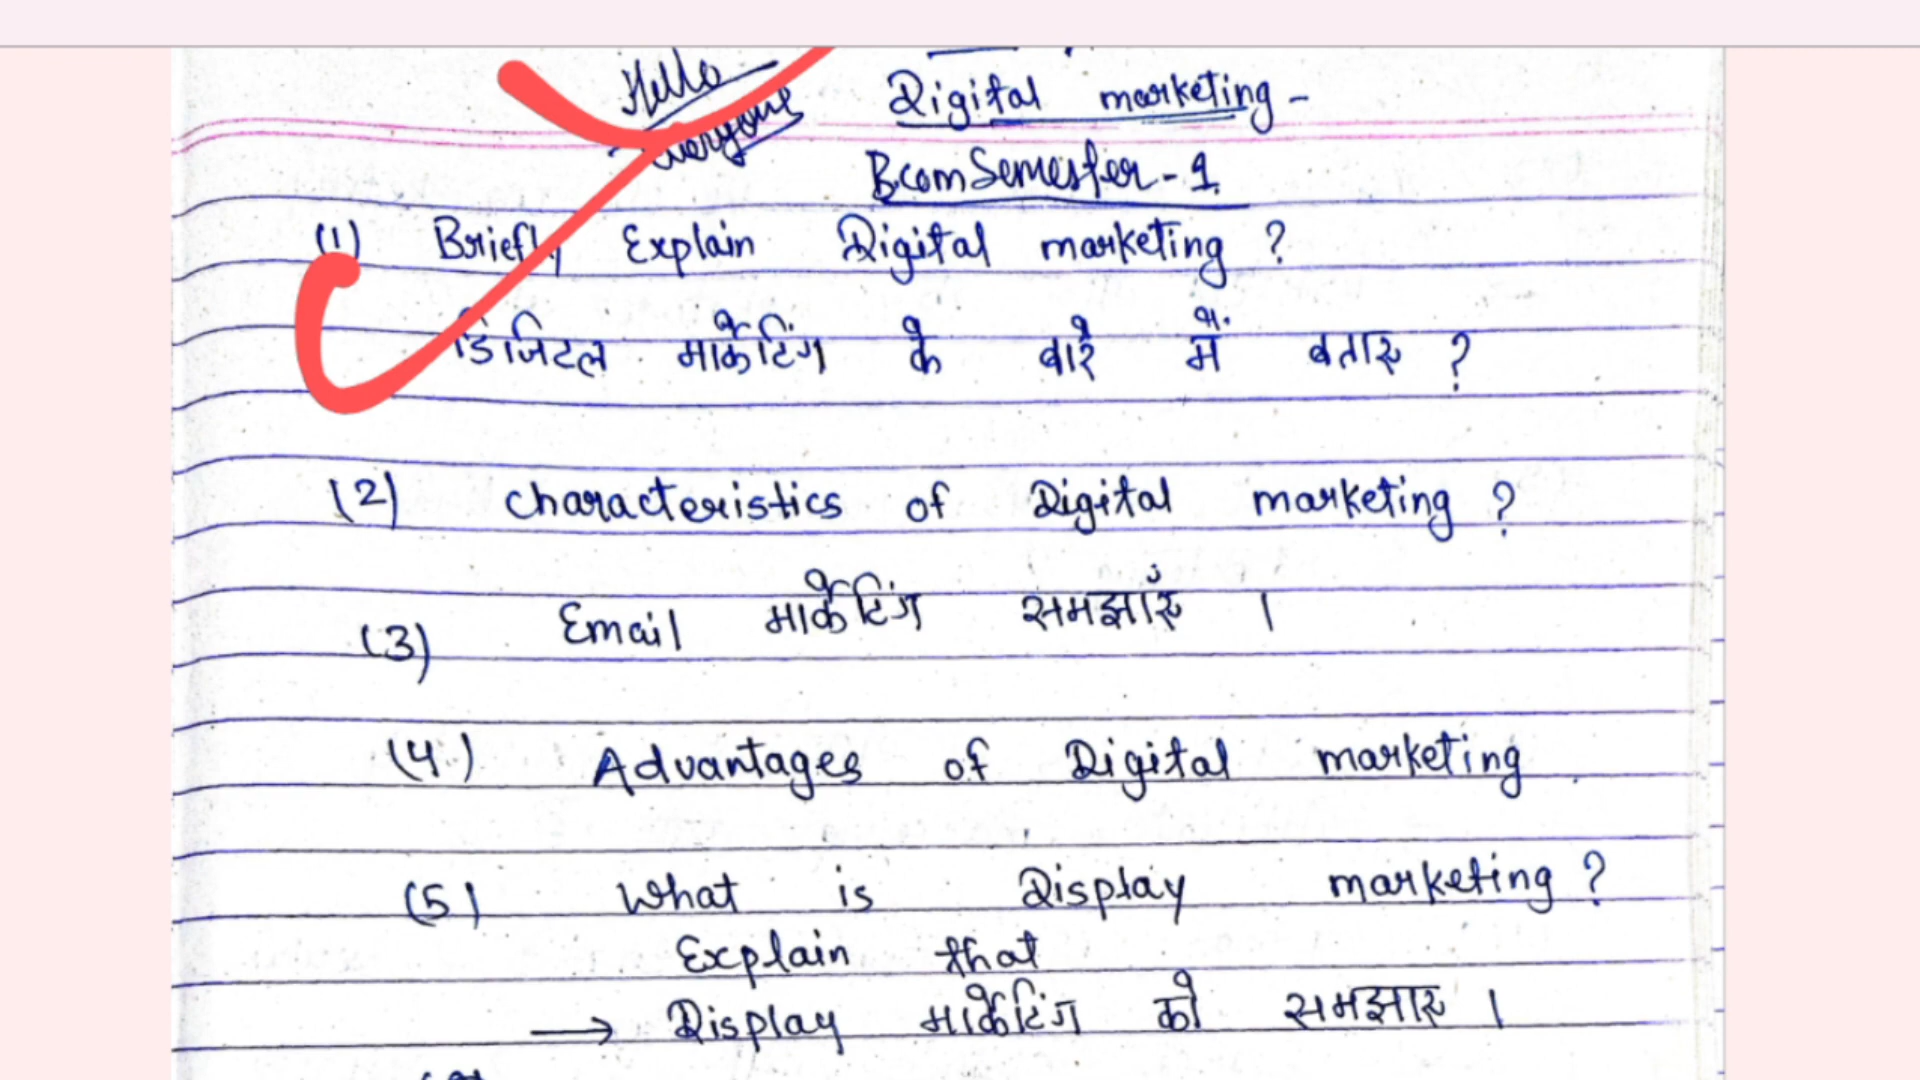 Hello
everyone
Digital marketing -
Bcom Semester - 1.
(1) Briefly Explain Digital marketing ?
डिजिटल मार्केटिंग के बारे में बताए ?
(2) characteristics of Digital marketing ?
(3) Email मार्केटिंग समझाएं ।
(4.) Advantages of Digital marketing .
(5) What is Display marketing ?
Explain that
→ Display मार्केटिंग को समझाए ।